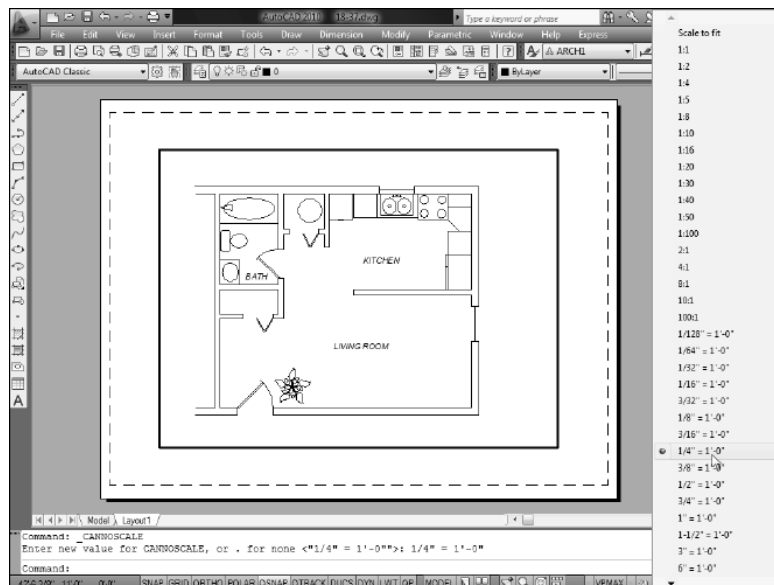 AutoCAD 2010 18-37.dwg
Type a keyword or phrase
File Edit View Insert Format Tools Draw Dimension Modify Parametric Window Help Express
A ARCH1
AutoCAD Classic
0
ByLayer
BATH
KITCHEN
LIVING ROOM
Model Layout1
Command: _CANNOSCALE
Enter new value for CANNOSCALE, or . for none <"1/4" = 1'-0"">: 1/4" = 1'-0"
Command:
SNAP GRID ORTHO POLAR OSNAP OTRACK DUCS DYN LWT QP MODEL
VPMAX
Scale to fit
1:1
1:2
1:4
1:5
1:8
1:10
1:16
1:20
1:30
1:40
1:50
1:100
2:1
4:1
8:1
10:1
100:1
1/128" = 1'-0"
1/64" = 1'-0"
1/32" = 1'-0"
1/16" = 1'-0"
3/32" = 1'-0"
1/8" = 1'-0"
3/16" = 1'-0"
1/4" = 1'-0"
3/8" = 1'-0"
1/2" = 1'-0"
3/4" = 1'-0"
1" = 1'-0"
1-1/2" = 1'-0"
3" = 1'-0"
6" = 1'-0"